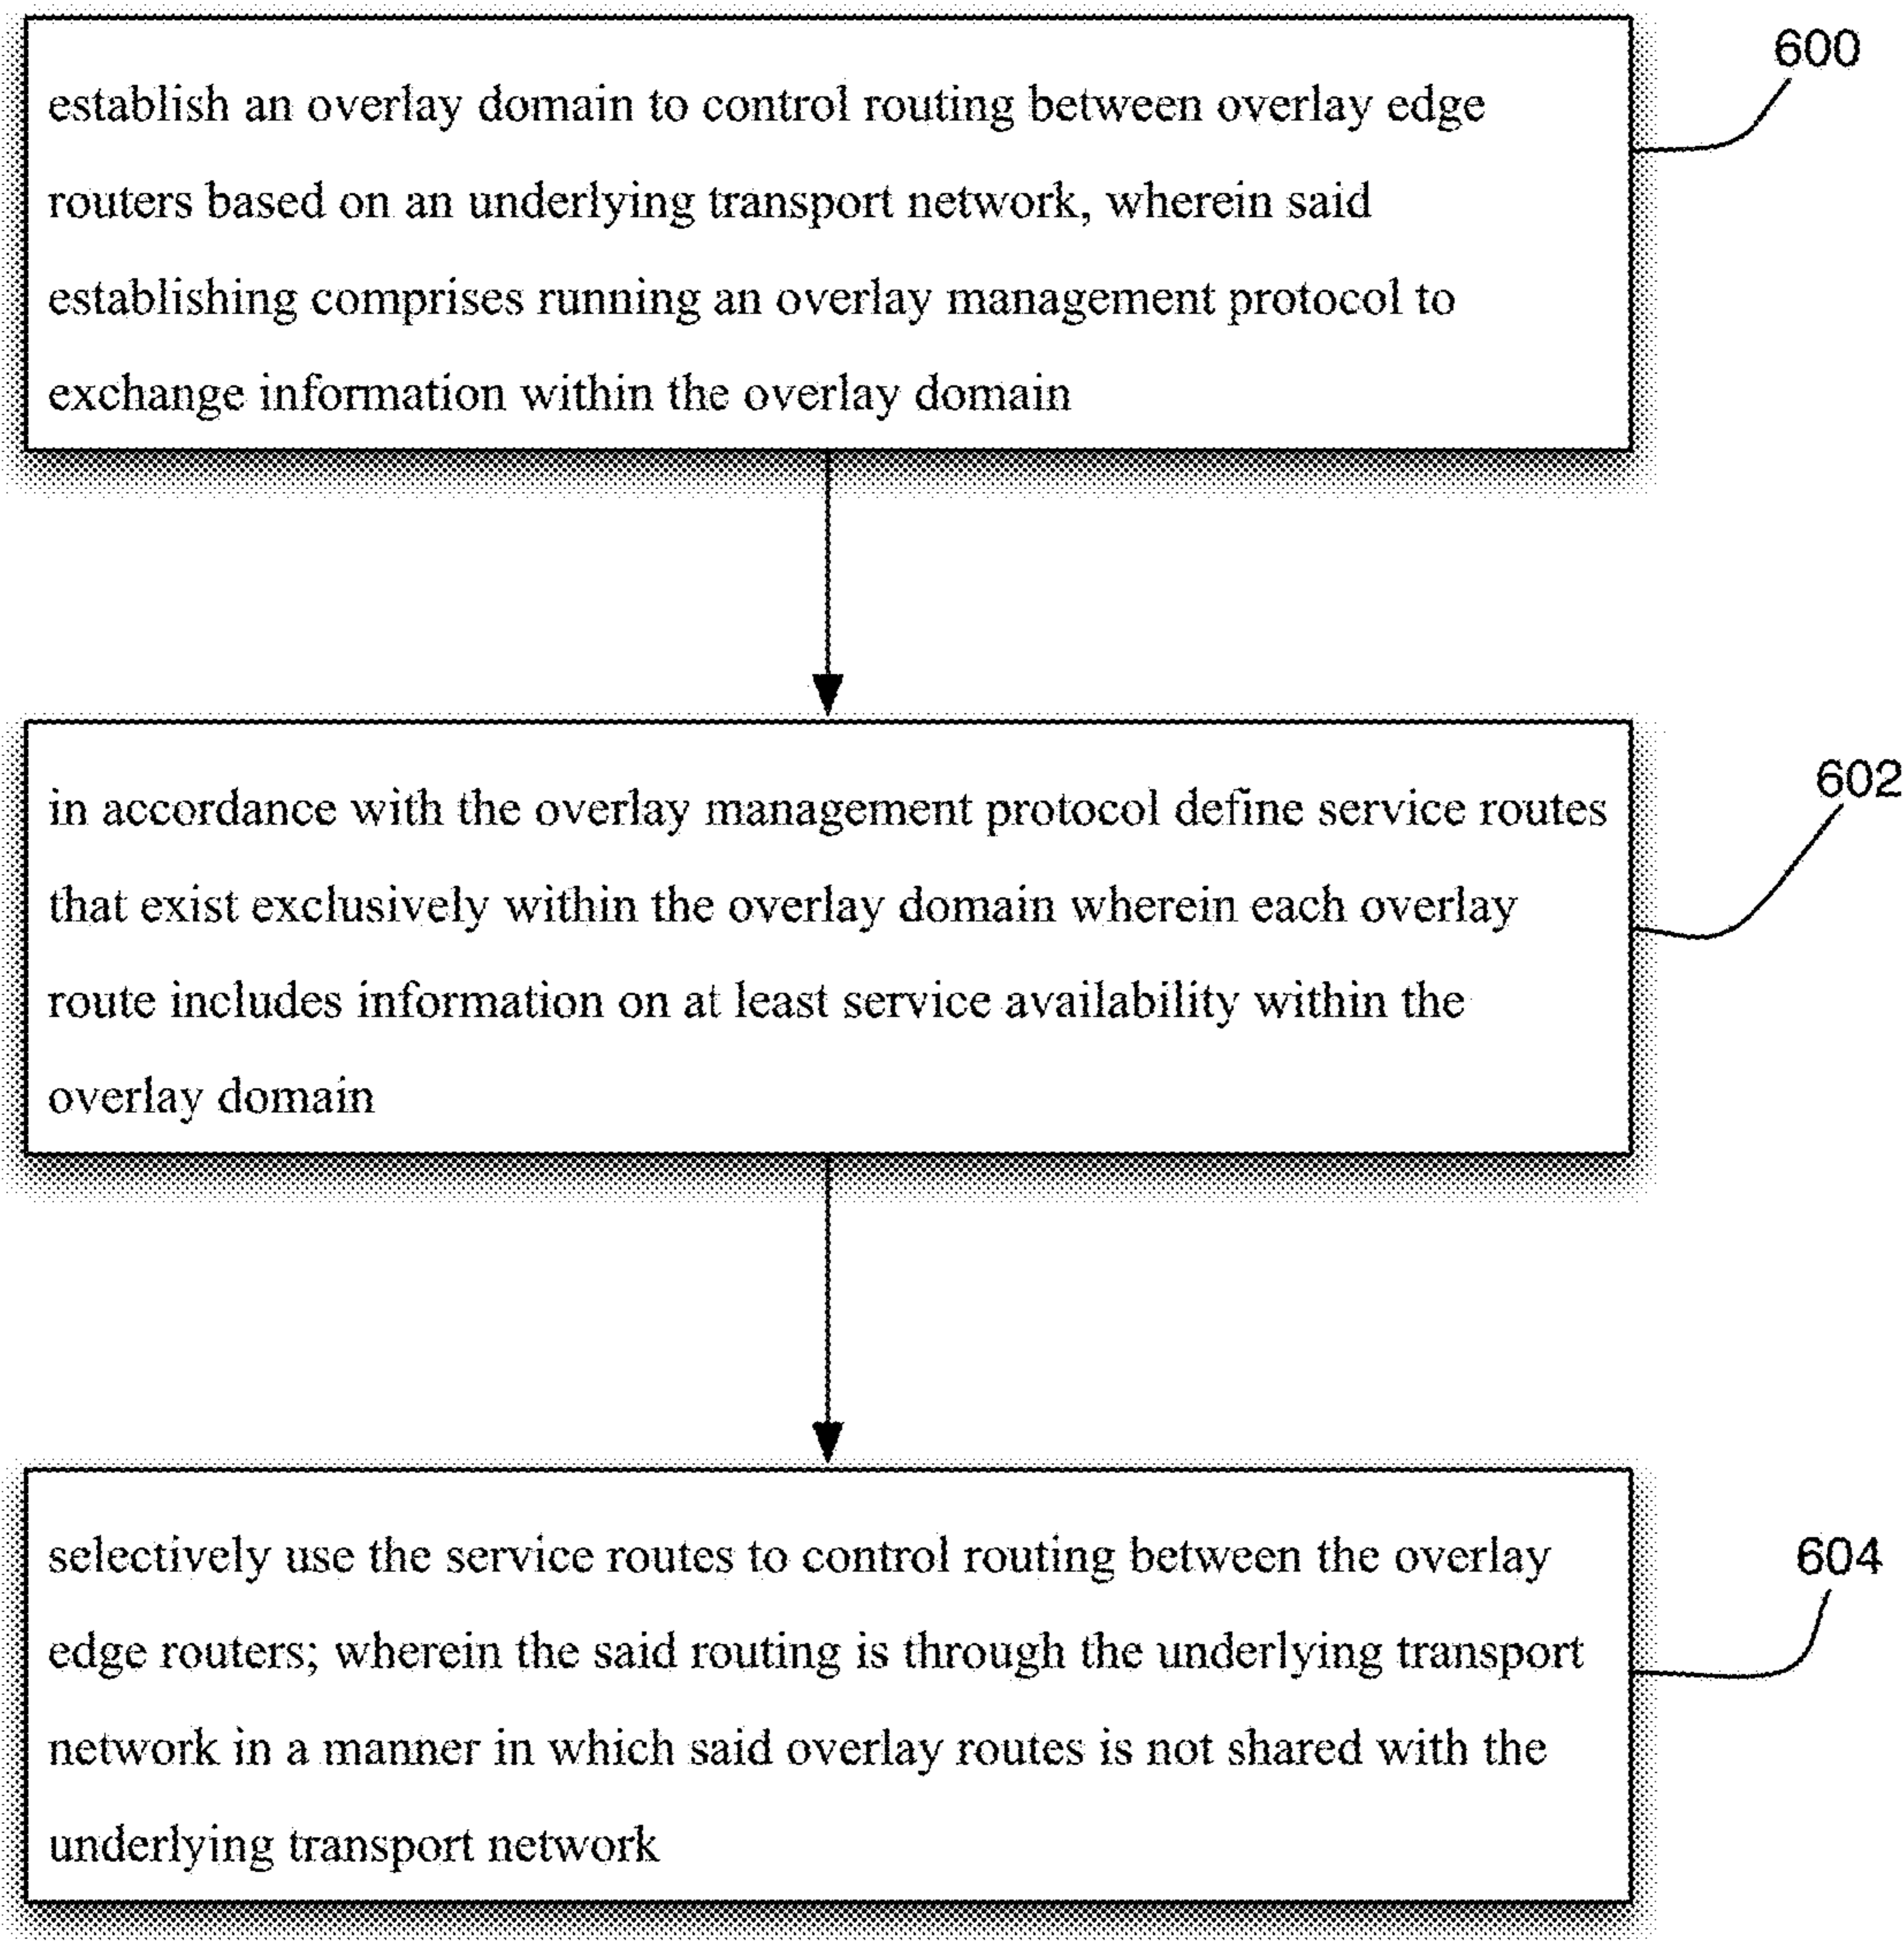 600
establish an overlay domain to control routing between overlay edge
routers based on an underlying transport network, wherein said
establishing comprises running an overlay management protocol to
exchange information within the overlay domain
602
in accordance with the overlay management protocol define service routes
that exist exclusively within the overlay domain wherein each overlay
route includes information on at least service availability within the
overlay domain
604
selectively use the service routes to control routing between the overlay
edge routers; wherein the said routing is through the underlying transport
network in a manner in which said overlay routes is not shared with the
underlying transport network